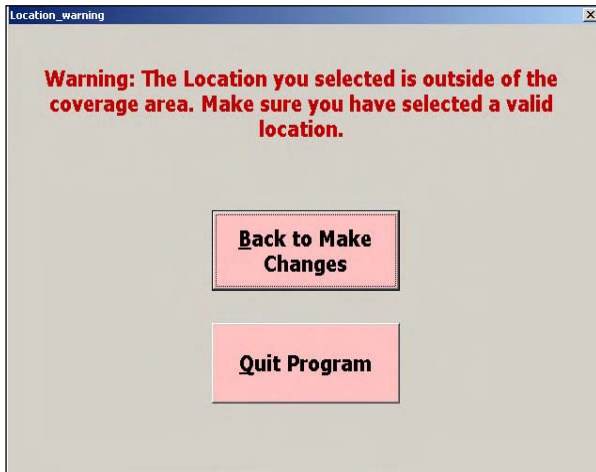 Location_warning
Warning: The Location you selected is outside of the
coverage area. Make sure you have selected a valid
location.
Back to Make
Changes
Quit Program